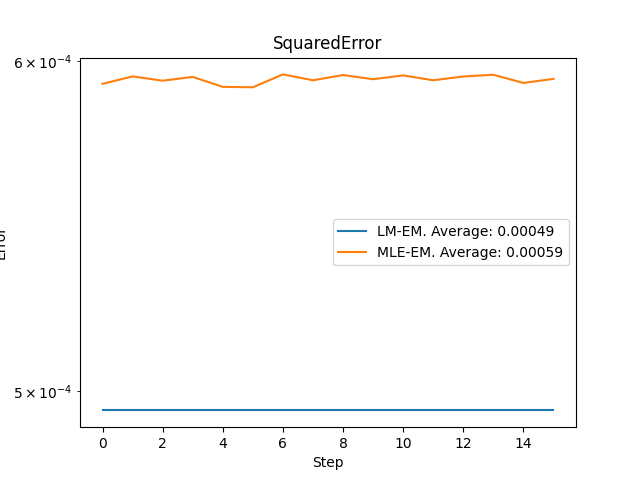 SquaredError
6 × 10⁻⁴
Error
LM-EM. Average: 0.00049
MLE-EM. Average: 0.00059
5 × 10⁻⁴
0 2 4 6 8 10 12 14
Step